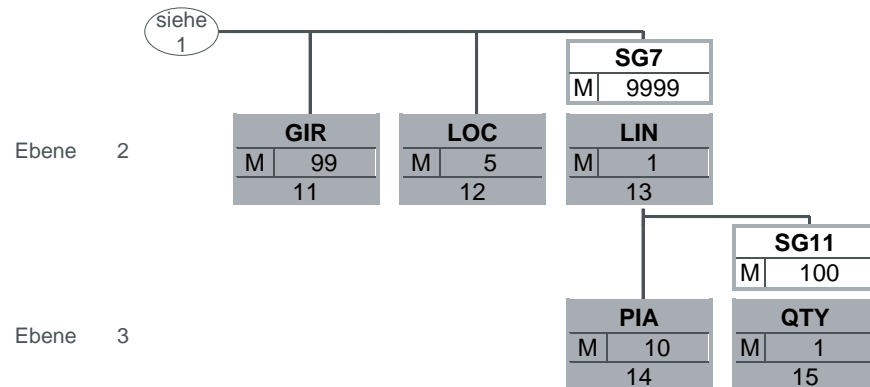 siehe
1
SG7
M 9999
Ebene 2
GIR
M 99
11
LOC
M 5
12
LIN
M 1
13
SG11
M 100
Ebene 3
PIA
M 10
14
QTY
M 1
15